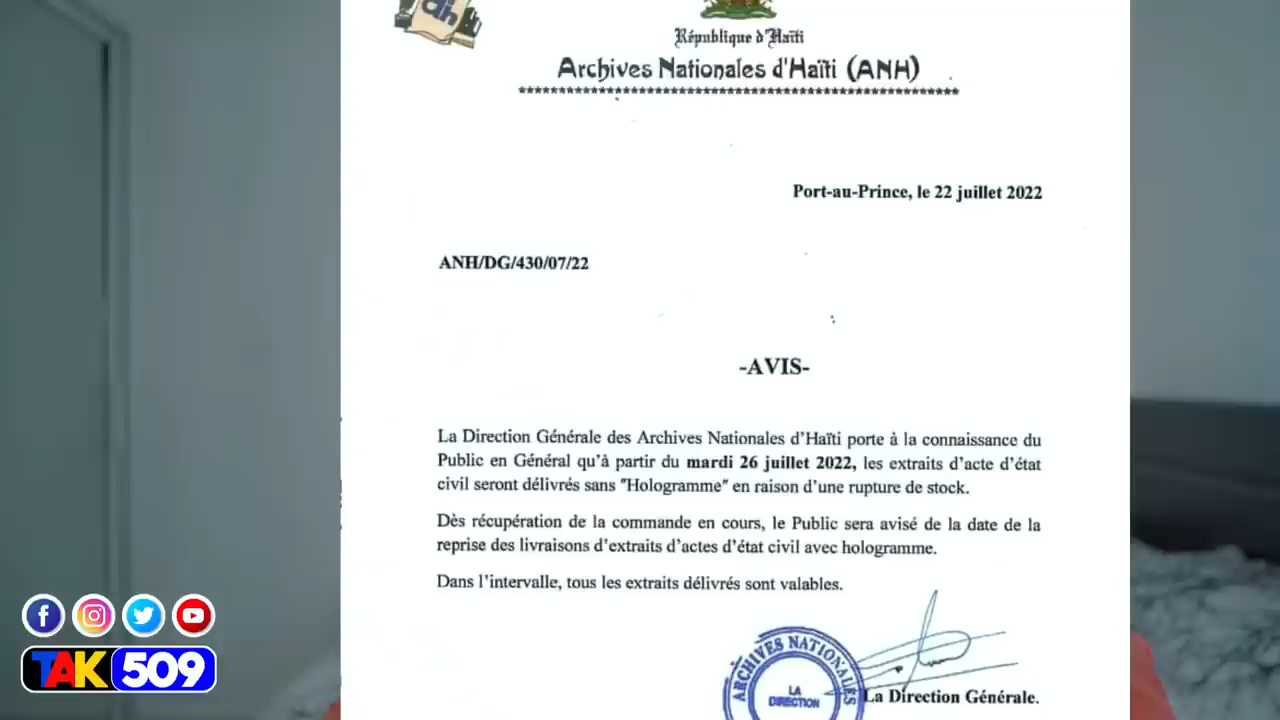 République d'Haïti
Archives Nationales d'Haïti (ANH)
************************************************************
Port-au-Prince, le 22 juillet 2022
ANH/DG/430/07/22
-AVIS-
La Direction Générale des Archives Nationales d'Haïti porte à la connaissance du
Public en Général qu'à partir du mardi 26 juillet 2022, les extraits d'acte d'état
civil seront délivrés sans "Hologramme" en raison d'une rupture de stock.
Dès récupération de la commande en cours, le Public sera avisé de la date de la
reprise des livraisons d'extraits d'actes d'état civil avec hologramme.
Dans l'intervalle, tous les extraits délivrés sont valables.
ARCHIVES NATIONALES
LA
DIRECTION
La Direction Générale.
TAK 509